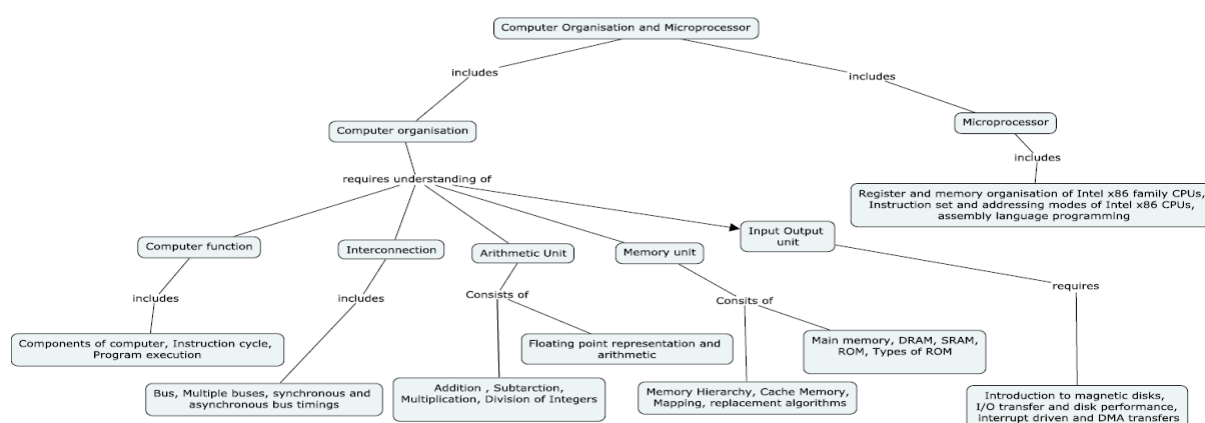 Computer Organisation and Microprocessor
includes
includes
Computer organisation
Microprocessor
includes
requires understanding of
Register and memory organisation of Intel x86 family CPUs,
Instruction set and addressing modes of Intel x86 CPUs,
assembly language programming
Computer function
Interconnection
Arithmetic Unit
Memory unit
Input Output
unit
includes
includes
Consists of
Consits of
requires
Components of computer, Instruction cycle,
Program execution
Floating point representation and
arithmetic
Main memory, DRAM, SRAM,
ROM, Types of ROM
Bus, Multiple buses, synchronous and
asynchronous bus timings
Addition , Subtarction,
Multiplication, Division of Integers
Memory Hierarchy, Cache Memory,
Mapping, replacement algorithms
Introduction to magnetic disks,
I/O transfer and disk performance,
interrupt driven and DMA transfers